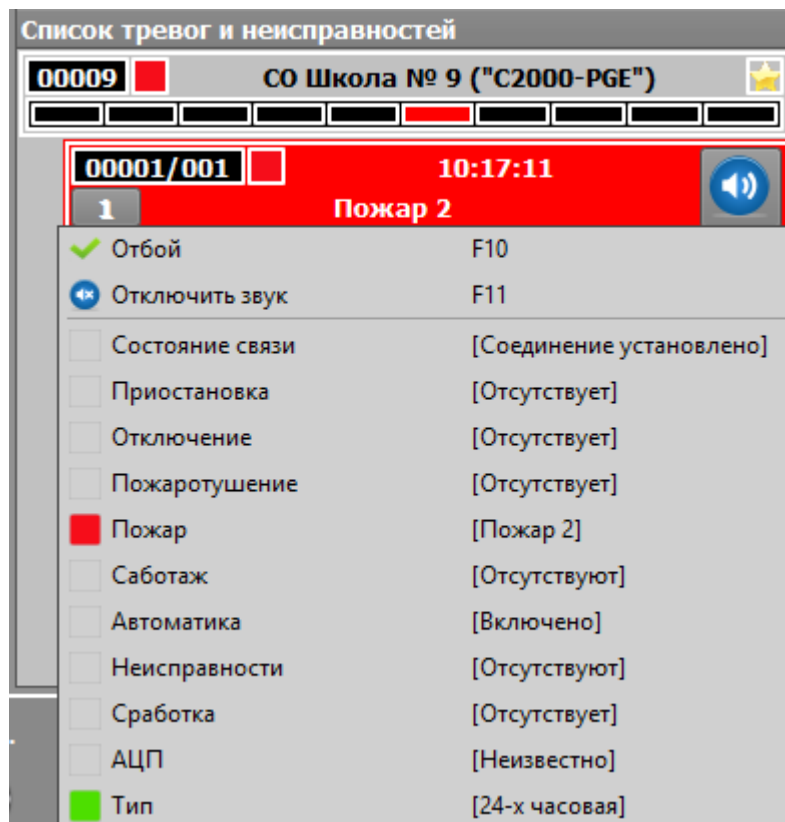 Список тревог и неисправностей
00009 СО Школа № 9 ("С2000-PGE")
00001/001 10:17:11
1 Пожар 2
Отбой F10
Отключить звук F11
Состояние связи [Соединение установлено]
Приостановка [Отсутствует]
Отключение [Отсутствует]
Пожаротушение [Отсутствует]
Пожар [Пожар 2]
Саботаж [Отсутствуют]
Автоматика [Включено]
Неисправности [Отсутствуют]
Сработка [Отсутствует]
АЦП [Неизвестно]
Тип [24-х часовая]